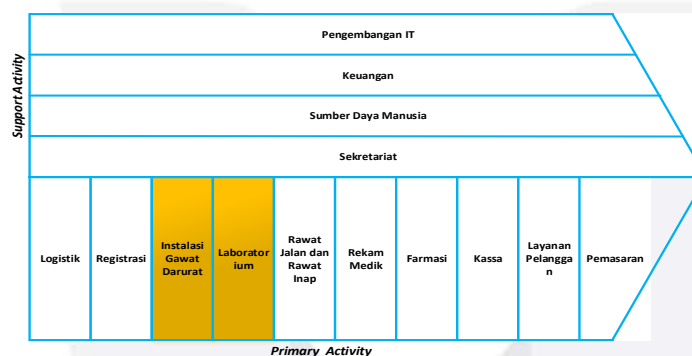 Support Activity
Pengembangan IT
Keuangan
Sumber Daya Manusia
Sekretariat
Logistik
Registrasi
Instalasi
Gawat
Darurat
Laborator
ium
Rawat
Jalan dan
Rawat
Inap
Rekam
Medik
Farmasi
Kassa
Layanan
Pelangga
n
Pemasaran
Primary Activity